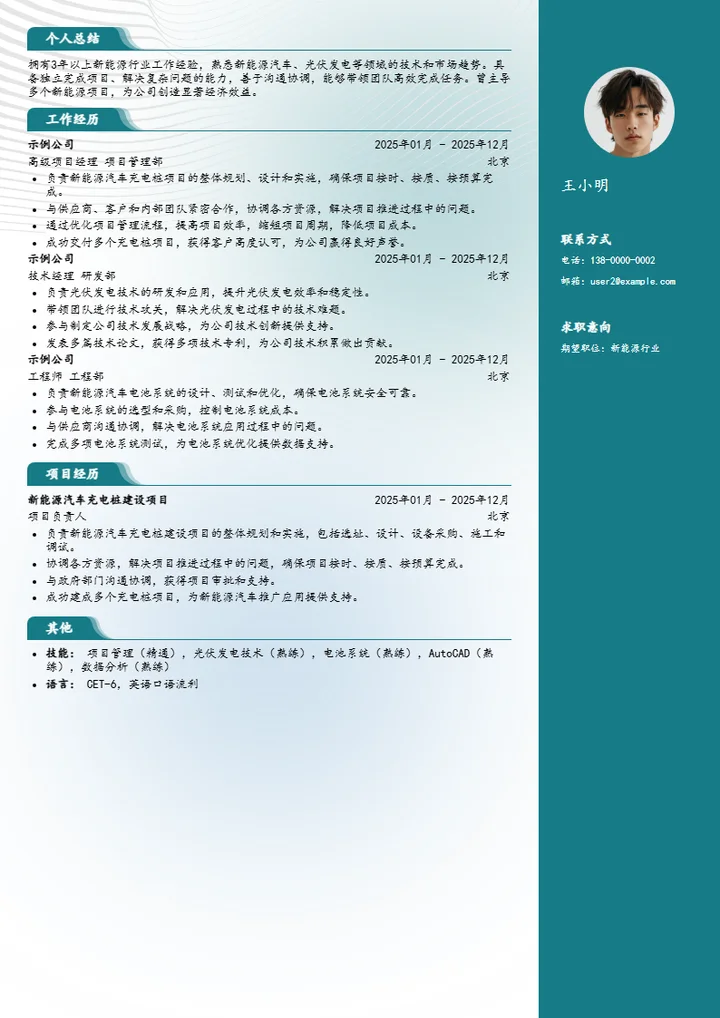 个人总结
拥有3年以上新能源行业工作经验，熟悉新能源汽车、光伏发电等领域的技术和市场趋势。具
备独立完成项目、解决复杂问题的能力，善于沟通协调，能够带领团队高效完成任务。曾主导
多个新能源项目，为公司创造显著经济效益。
工作经历
示例公司 2025年01月 - 2025年12月
高级项目经理 项目管理部 北京
• 负责新能源汽车充电桩项目的整体规划、设计和实施，确保项目按时、按质、按预算完
成。
• 与供应商、客户和内部团队紧密合作，协调各方资源，解决项目推进过程中的问题。
• 通过优化项目管理流程，提高项目效率，缩短项目周期，降低项目成本。
• 成功交付多个充电桩项目，获得客户高度认可，为公司赢得良好声誉。
示例公司 2025年01月 - 2025年12月
技术经理 研发部 北京
• 负责光伏发电技术的研发和应用，提升光伏发电效率和稳定性。
• 带领团队进行技术攻关，解决光伏发电过程中的技术难题。
• 参与制定公司技术发展战略，为公司技术创新提供支持。
• 发表多篇技术论文，获得多项技术专利，为公司技术积累做出贡献。
示例公司 2025年01月 - 2025年12月
工程师 工程部 北京
• 负责新能源汽车电池系统的设计、测试和优化，确保电池系统安全可靠。
• 参与电池系统的选型和采购，控制电池系统成本。
• 与供应商沟通协调，解决电池系统应用过程中的问题。
• 完成多项电池系统测试，为电池系统优化提供数据支持。
项目经历
新能源汽车充电桩建设项目 2025年01月 - 2025年12月
项目负责人 北京
• 负责新能源汽车充电桩建设项目的整体规划和实施，包括选址、设计、设备采购、施工和
调试。
• 协调各方资源，解决项目推进过程中的问题，确保项目按时、按质、按预算完成。
• 与政府部门沟通协调，获得项目审批和支持。
• 成功建成多个充电桩项目，为新能源汽车推广应用提供支持。
其他
• 技能： 项目管理（精通），光伏发电技术（熟练），电池系统（熟练），AutoCAD（熟
练），数据分析（熟练）
• 语言： CET-6，英语口语流利
王小明
联系方式
电话：138-0000-0002
邮箱：user2@example.com
求职意向
期望职位：新能源行业